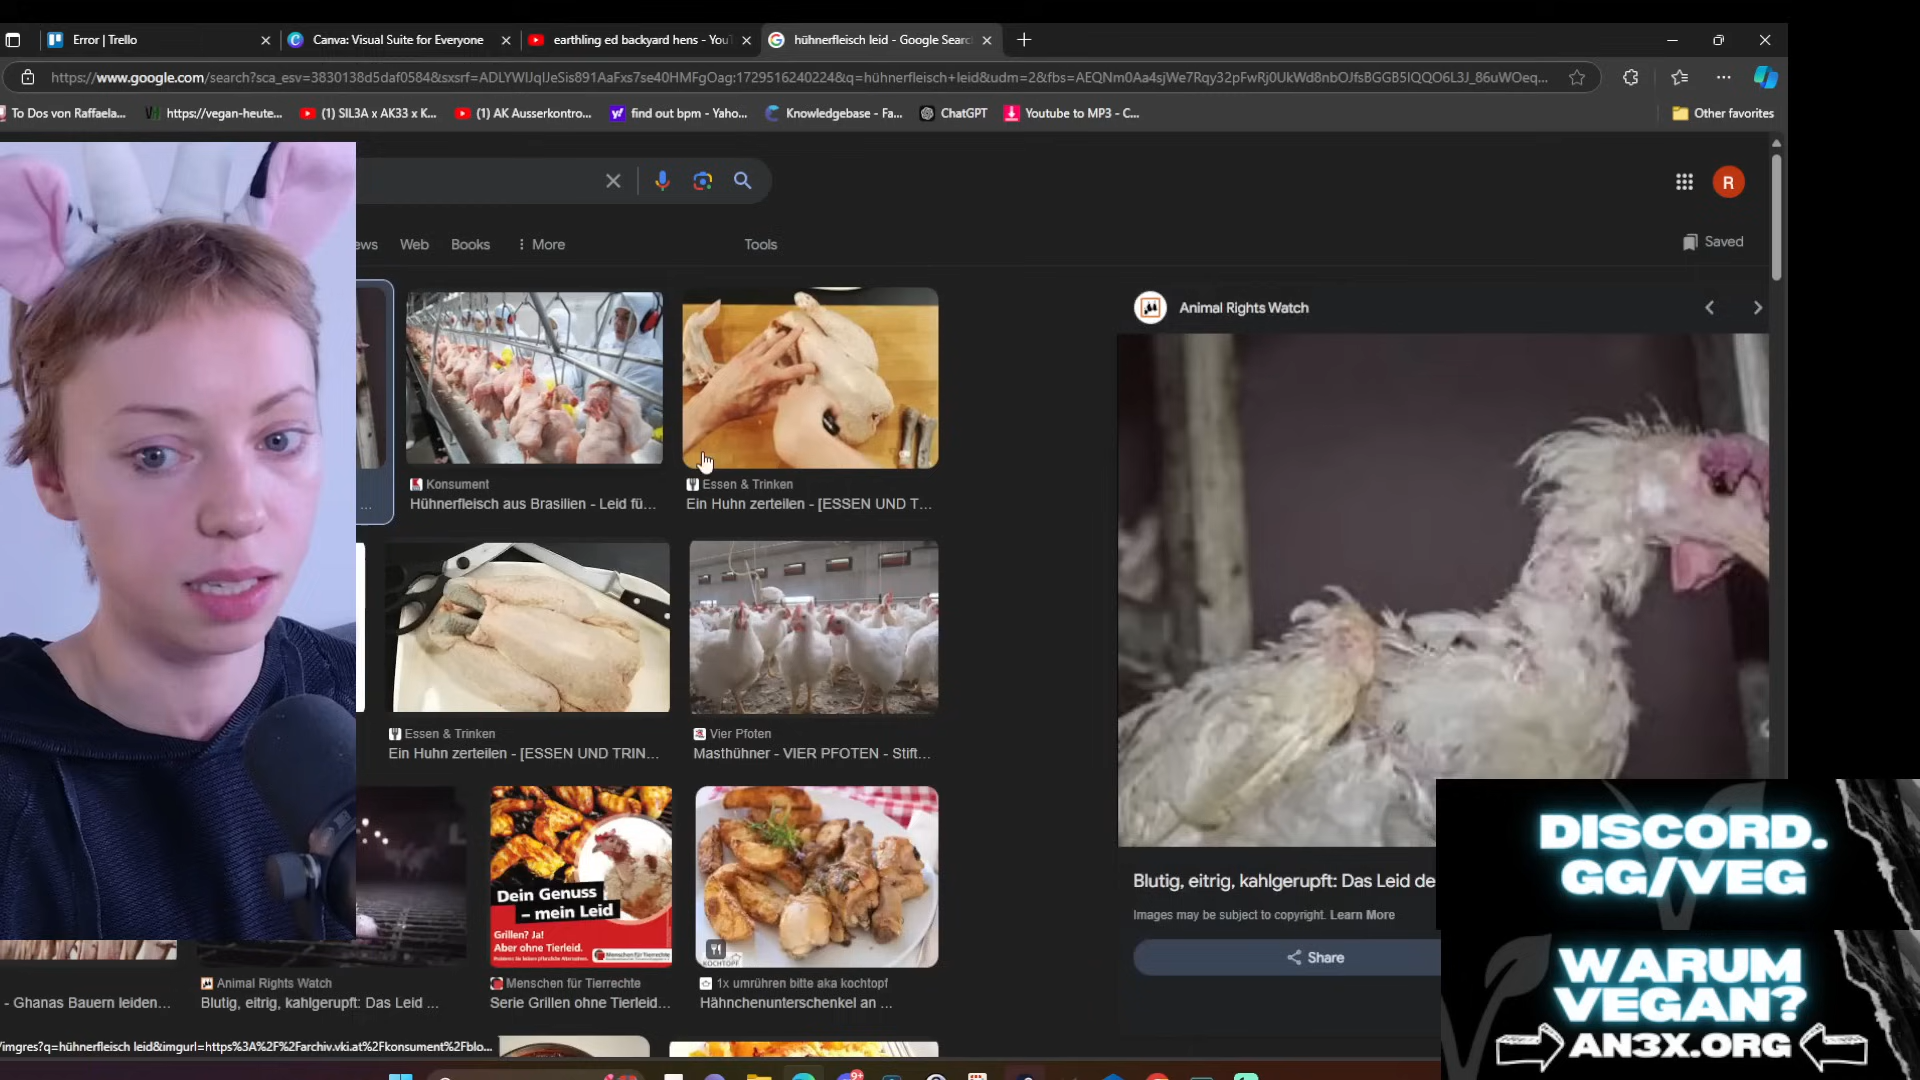 Error | Trello
Canva: Visual Suite for Everyone
earthling ed backyard hens - YouT
hühnerfleisch leid - Google Searc
https://www.google.com/search?sca_esv=3830138d5daf0584&sxsrf=ADLYWIJqIJeSis891AaFxs7se40HMFgOag:1729516240224&q=hühnerfleisch+leid&udm=2&fbs=AEQNm0Aa4sjWe7Rqy32pFwRj0UkWd8nbOJfsBGGB5IQQO6L3J_86uWOeq...
To Dos von Raffaela...
https://vegan-heute...
(1) SIL3A x AK33 x K...
(1) AK Ausserkontro...
find out bpm - Yaho...
Knowledgebase - Fa...
ChatGPT
Youtube to MP3 - C...
Other favorites
R
ews
Web
Books
More
Tools
Saved
Animal Rights Watch
Konsument
Hühnerfleisch aus Brasilien - Leid fü...
Essen & Trinken
Ein Huhn zerteilen - [ESSEN UND T...
...
Essen & Trinken
Ein Huhn zerteilen - [ESSEN UND TRIN...
Vier Pfoten
Masthühner - VIER PFOTEN - Stift...
Dein Genuss
– mein Leid
Grillen? Ja!
Aber ohne Tierleid.
Menschen für Tierrechte
KOCHTOPF
- Ghanas Bauern leiden...
Animal Rights Watch
Blutig, eitrig, kahlgerupft: Das Leid ...
Menschen für Tierrechte
Serie Grillen ohne Tierleid...
1x umrühren bitte aka kochtopf
Hähnchenunterschenkel an ...
Blutig, eitrig, kahlgerupft: Das Leid de
Images may be subject to copyright. Learn More
Share
/imgres?q=hühnerfleisch leid&imgurl=https%3A%2F%2Farchiv.vki.at%2Fkonsument%2Fblo...
9+
DISCORD.
GG/VEG
WARUM
VEGAN?
AN3X.ORG